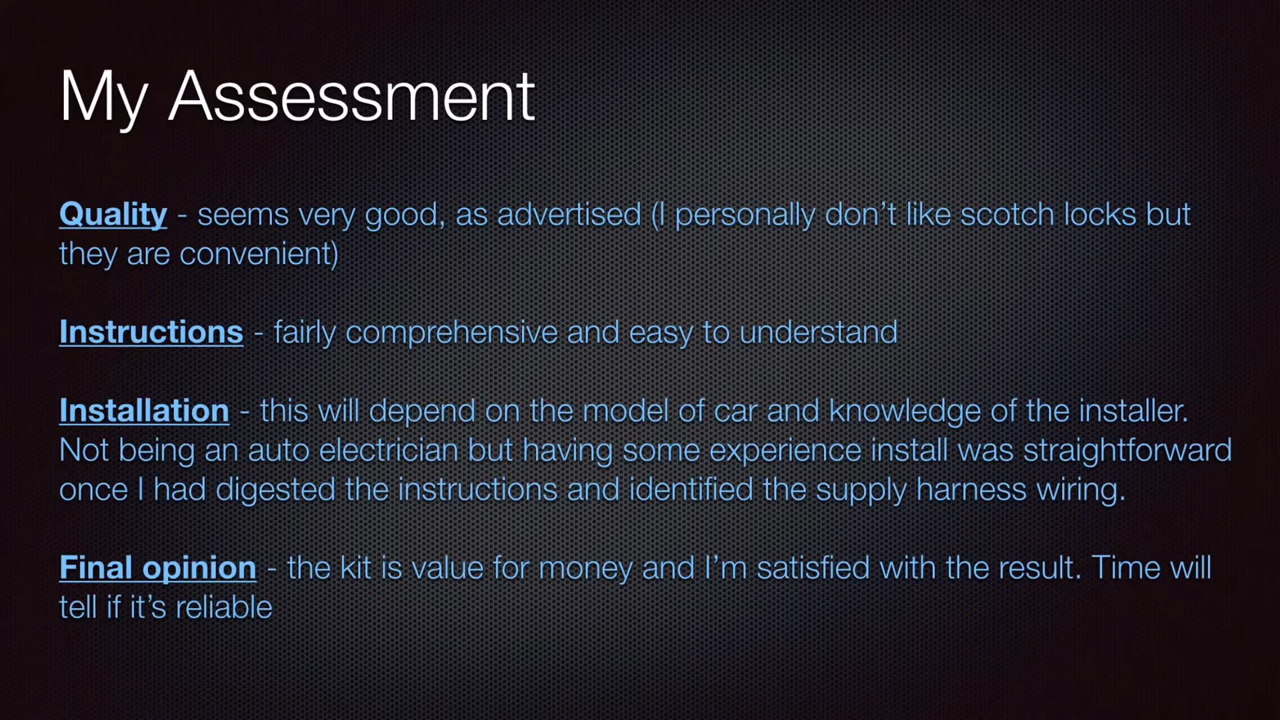 My Assessment
Quality - seems very good, as advertised (I personally don’t like scotch locks but
they are convenient)
Instructions - fairly comprehensive and easy to understand
Installation - this will depend on the model of car and knowledge of the installer.
Not being an auto electrician but having some experience install was straightforward
once I had digested the instructions and identified the supply harness wiring.
Final opinion - the kit is value for money and I’m satisfied with the result. Time will
tell if it’s reliable